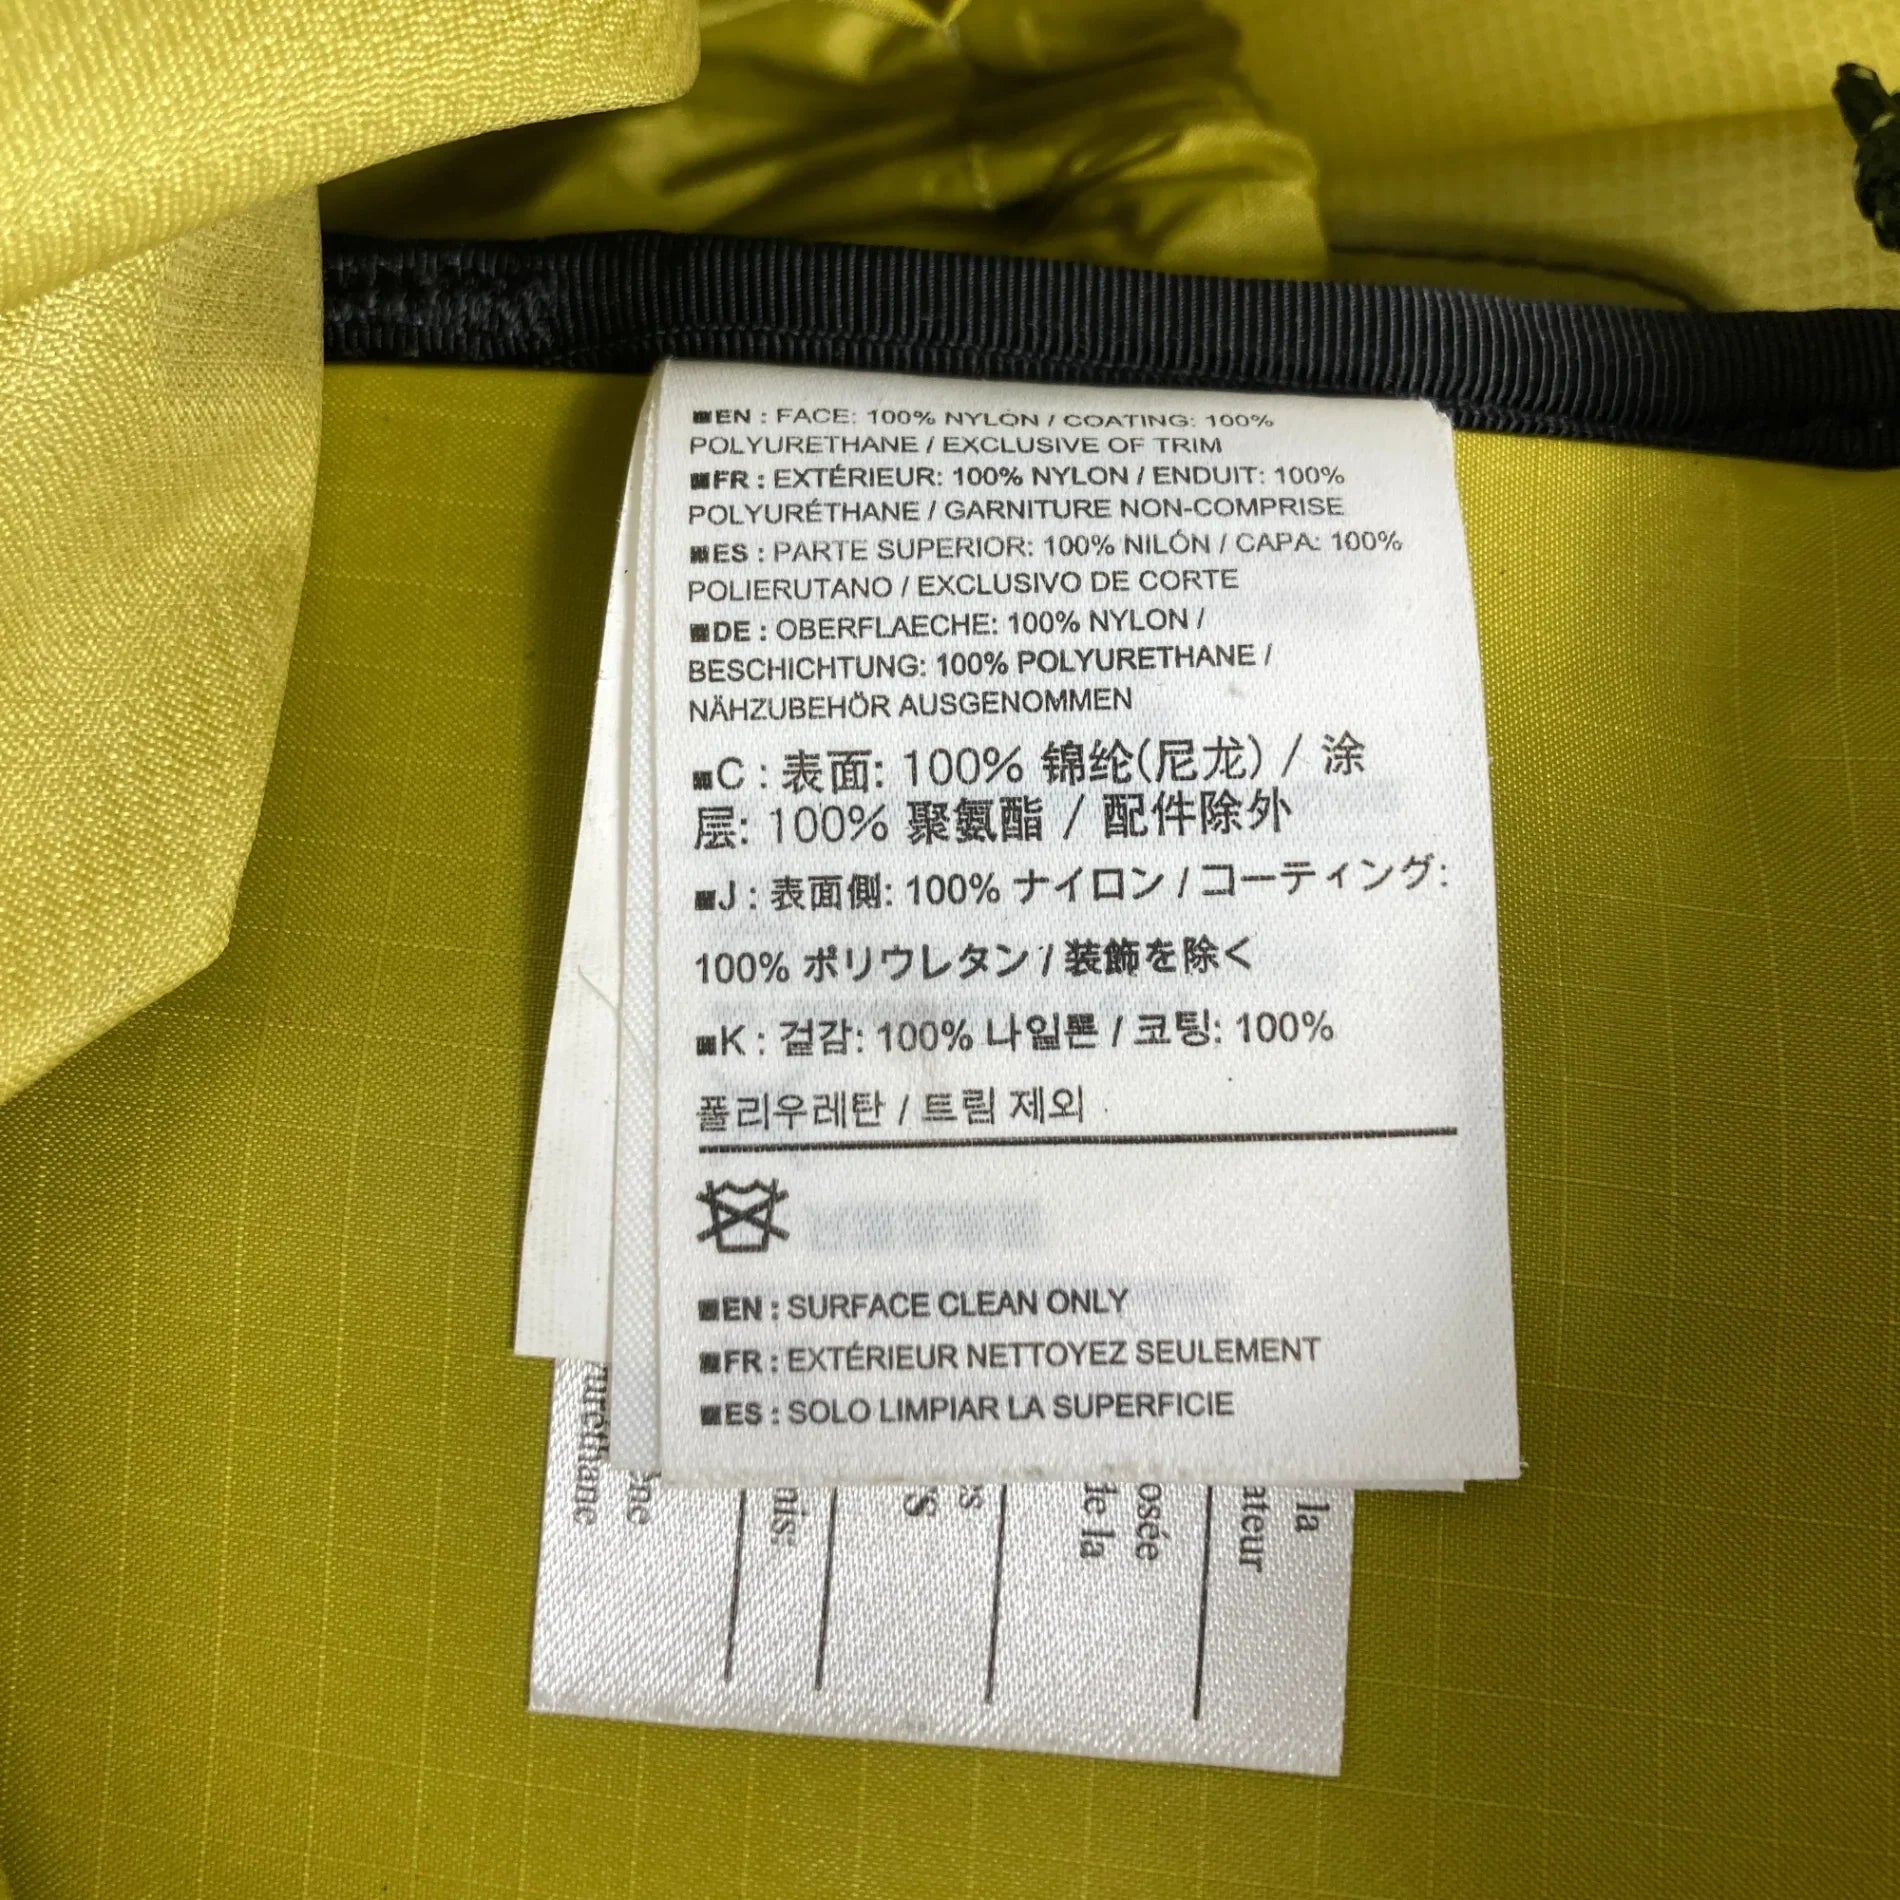 EN : FACE: 100% NYLON / COATING: 100%
POLYURETHANE / EXCLUSIVE OF TRIM
FR : EXTÉRIEUR: 100% NYLON / ENDUIT: 100%
POLYURÉTHANE / GARNITURE NON-COMPRISE
ES : PARTE SUPERIOR: 100% NILÓN / CAPA: 100%
POLIERUTANO / EXCLUSIVO DE CORTE
DE : OBERFLAECHE: 100% NYLON /
BESCHICHTUNG: 100% POLYURETHANE /
NÄHZUBEHÖR AUSGENOMMEN
C : 表面: 100% 锦纶(尼龙) / 涂
层: 100% 聚氨酯 / 配件除外
J : 表面側: 100% ナイロン / コーティング:
100% ポリウレタン / 装飾を除く
K : 겉감: 100% 나일론 / 코팅: 100%
폴리우레탄 / 트림 제외
EN : SURFACE CLEAN ONLY
FR : EXTÉRIEUR NETTOYEZ SEULEMENT
ES : SOLO LIMPIAR LA SUPERFICIE
la
ateur
osée
de la